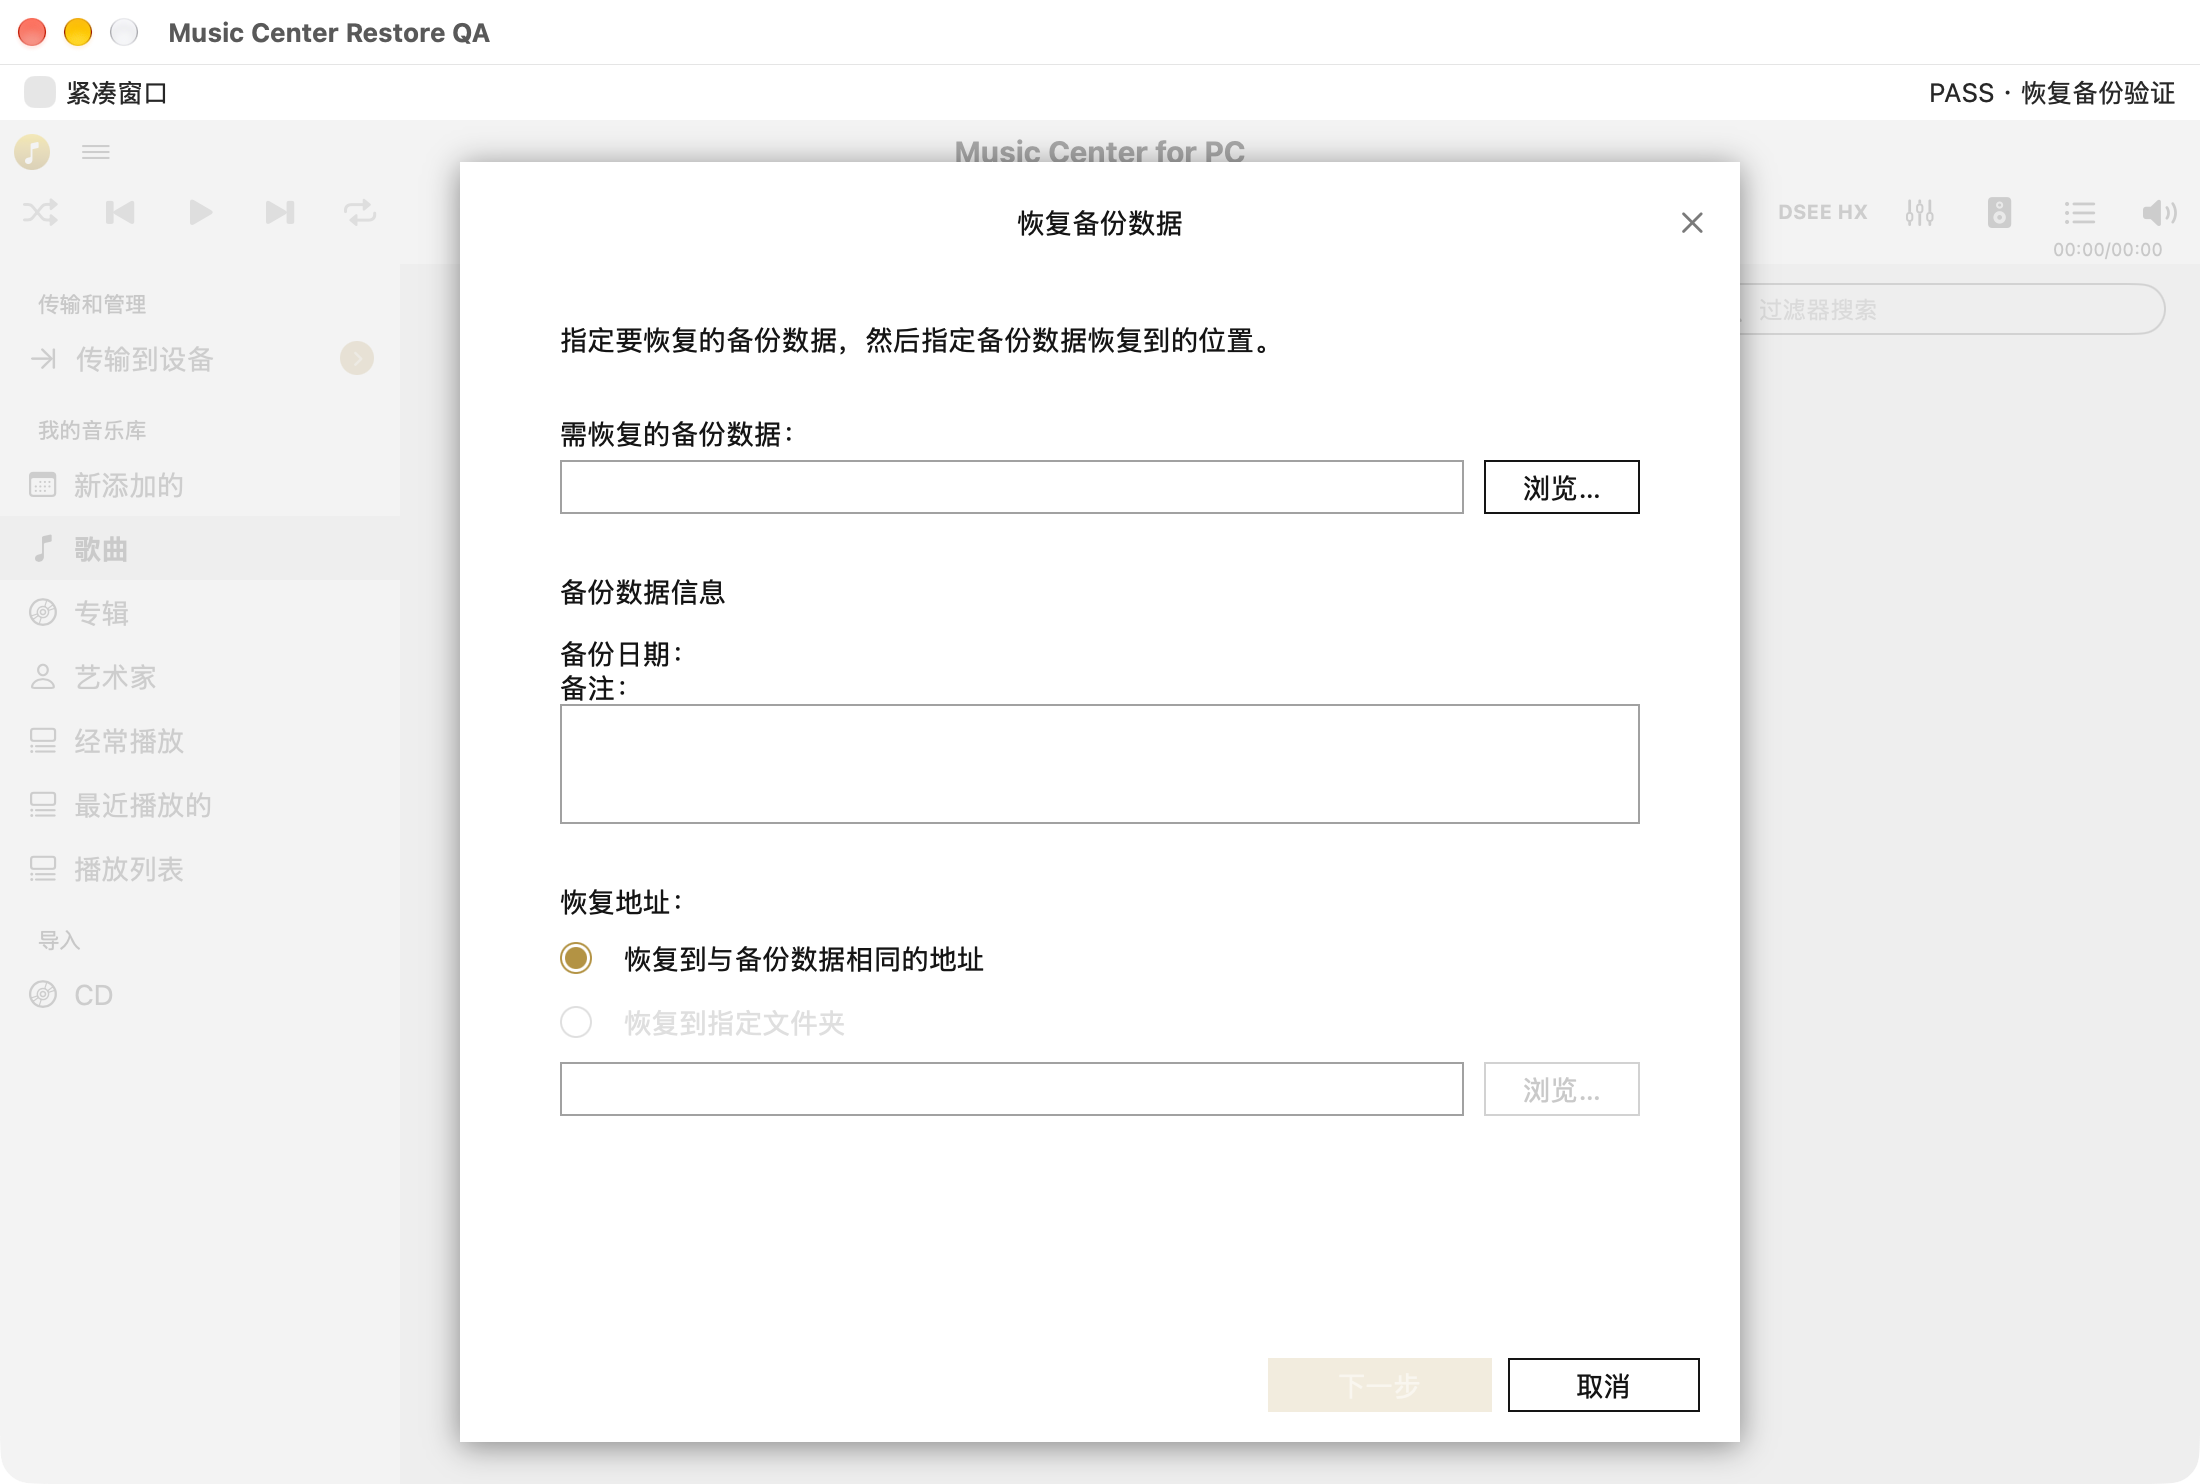 Music Center Restore QA
紧凑窗口
PASS · 恢复备份验证
Music Center for PC
DSEE HX
00:00/00:00
过滤器搜索
传输和管理
传输到设备
我的音乐库
新添加的
歌曲
专辑
艺术家
经常播放
最近播放的
播放列表
导入
CD
恢复备份数据
指定要恢复的备份数据，然后指定备份数据恢复到的位置。
需恢复的备份数据：
浏览...
备份数据信息
备份日期：
备注：
恢复地址：
恢复到与备份数据相同的地址
恢复到指定文件夹
浏览...
下一步
取消